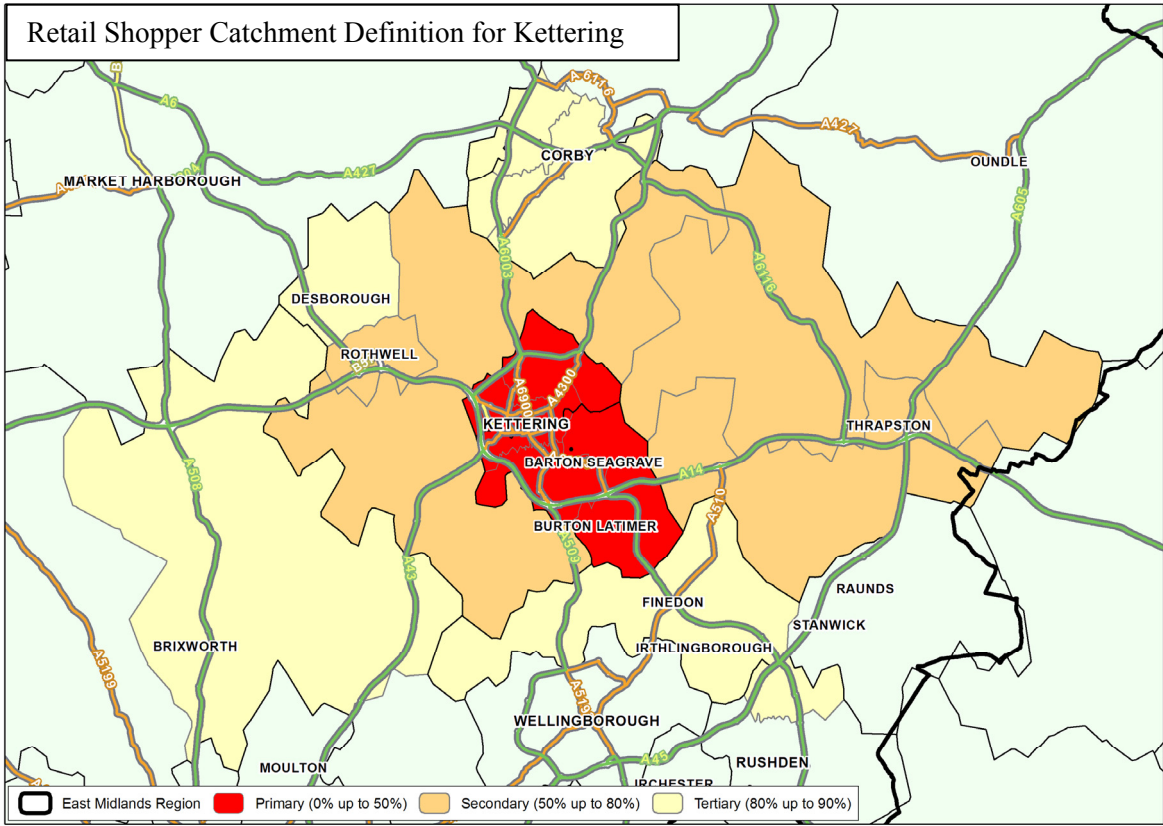 Retail Shopper Catchment Definition for Kettering
B
A 6116
A6
A427
CORBY
OUNDLE
A427
MARKET HARBOROUGH
A605
A6003
A6116
DESBOROUGH
ROTHWELL
A6900
A4300
KETTERING
THRAPSTON
BARTON SEAGRAVE
A14
A508
A510
BURTON LATIMER
A509
A43
RAUNDS
FINEDON
STANWICK
BRIXWORTH
IRTHLINGBOROUGH
A5199
WELLINGBOROUGH
A45
MOULTON
RUSHDEN
IRCHESTER
East Midlands Region
Primary (0% up to 50%)
Secondary (50% up to 80%)
Tertiary (80% up to 90%)